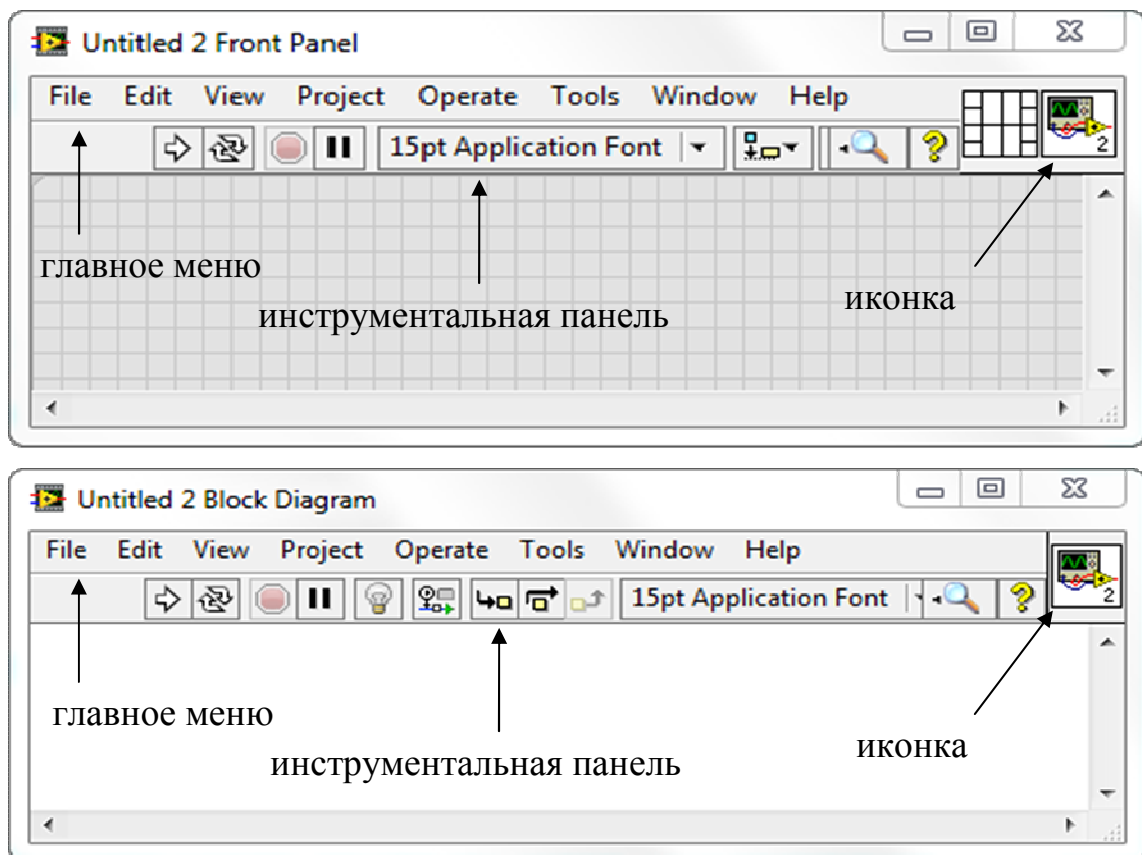 Untitled 2 Front Panel
File Edit View Project Operate Tools Window Help
15pt Application Font
2
главное меню
инструментальная панель
иконка
Untitled 2 Block Diagram
File Edit View Project Operate Tools Window Help
15pt Application Font
2
главное меню
инструментальная панель
иконка